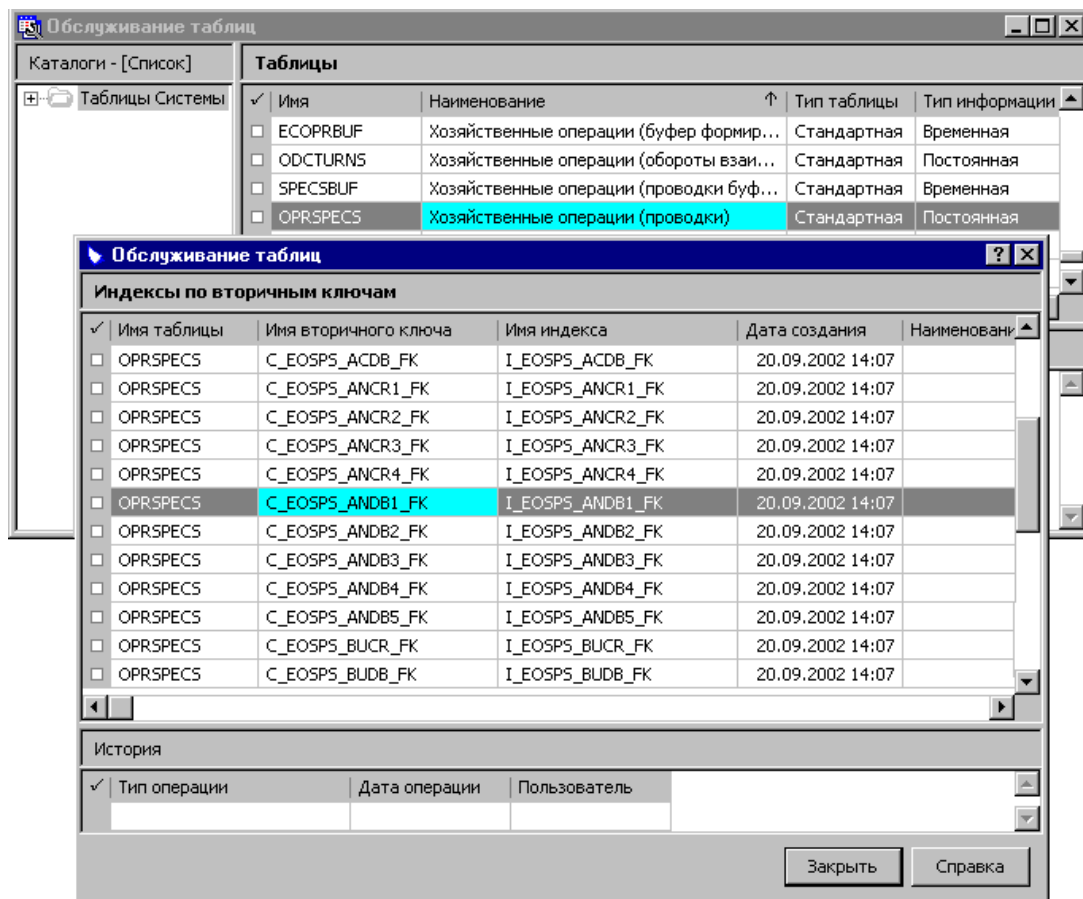 Обслуживание таблиц
Каталоги - [Список]
Таблицы
Таблицы Системы
Имя Наименование Тип таблицы Тип информации
ECOPRBUF Хозяйственные операции (буфер формир... Стандартная Временная
ODCTURNS Хозяйственные операции (обороты взаи... Стандартная Постоянная
SPECSBUF Хозяйственные операции (проводки буф... Стандартная Временная
OPRSPECS Хозяйственные операции (проводки) Стандартная Постоянная
Обслуживание таблиц
Индексы по вторичным ключам
Имя таблицы Имя вторичного ключа Имя индекса Дата создания Наименовани
OPRSPECS C_EOSPS_ACDB_FK I_EOSPS_ACDB_FK 20.09.2002 14:07
OPRSPECS C_EOSPS_ANCR1_FK I_EOSPS_ANCR1_FK 20.09.2002 14:07
OPRSPECS C_EOSPS_ANCR2_FK I_EOSPS_ANCR2_FK 20.09.2002 14:07
OPRSPECS C_EOSPS_ANCR3_FK I_EOSPS_ANCR3_FK 20.09.2002 14:07
OPRSPECS C_EOSPS_ANCR4_FK I_EOSPS_ANCR4_FK 20.09.2002 14:07
OPRSPECS C_EOSPS_ANDB1_FK I_EOSPS_ANDB1_FK 20.09.2002 14:07
OPRSPECS C_EOSPS_ANDB2_FK I_EOSPS_ANDB2_FK 20.09.2002 14:07
OPRSPECS C_EOSPS_ANDB3_FK I_EOSPS_ANDB3_FK 20.09.2002 14:07
OPRSPECS C_EOSPS_ANDB4_FK I_EOSPS_ANDB4_FK 20.09.2002 14:07
OPRSPECS C_EOSPS_ANDB5_FK I_EOSPS_ANDB5_FK 20.09.2002 14:07
OPRSPECS C_EOSPS_BUCR_FK I_EOSPS_BUCR_FK 20.09.2002 14:07
OPRSPECS C_EOSPS_BUDB_FK I_EOSPS_BUDB_FK 20.09.2002 14:07
История
Тип операции Дата операции Пользователь
Закрыть Справка